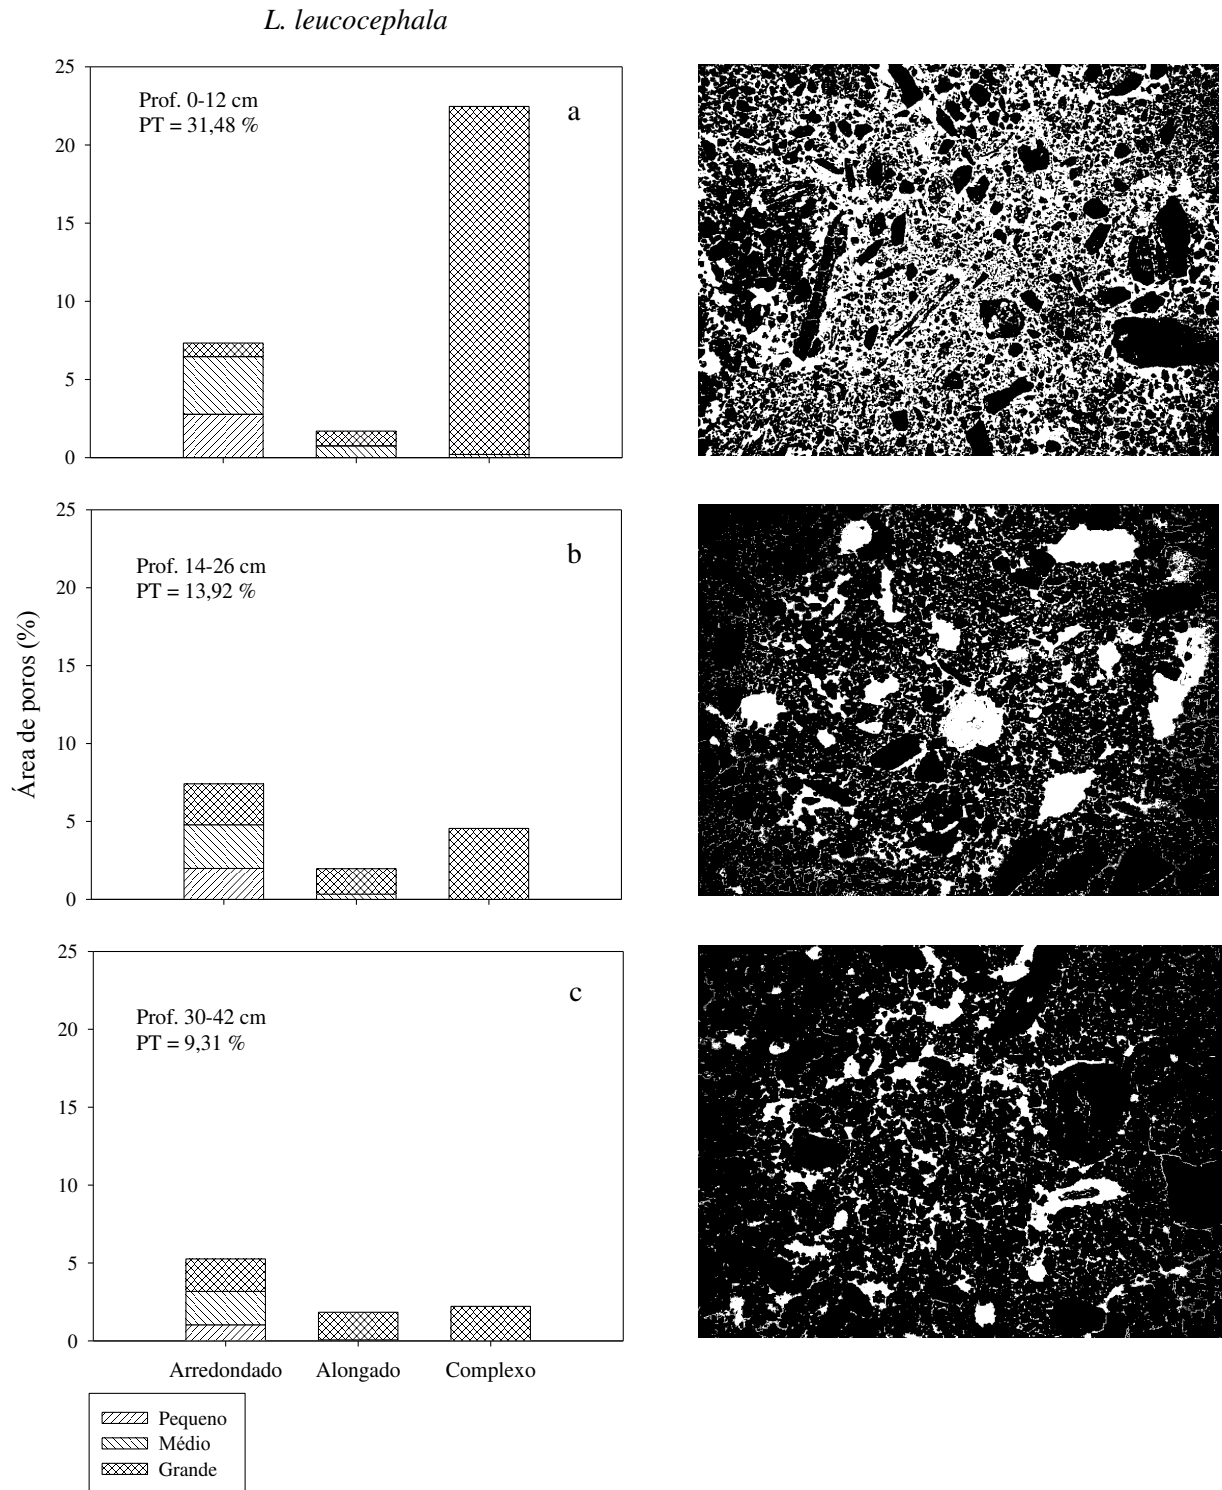 L. leucocephala
25
20
15
10
5
0
Prof. 0-12 cm
PT = 31,48 %
a
Área de poros (%)
25
20
15
10
5
0
Prof. 14-26 cm
PT = 13,92 %
b
25
20
15
10
5
0
Prof. 30-42 cm
PT = 9,31 %
c
Arredondado Alongado Complexo
Pequeno
Médio
Grande